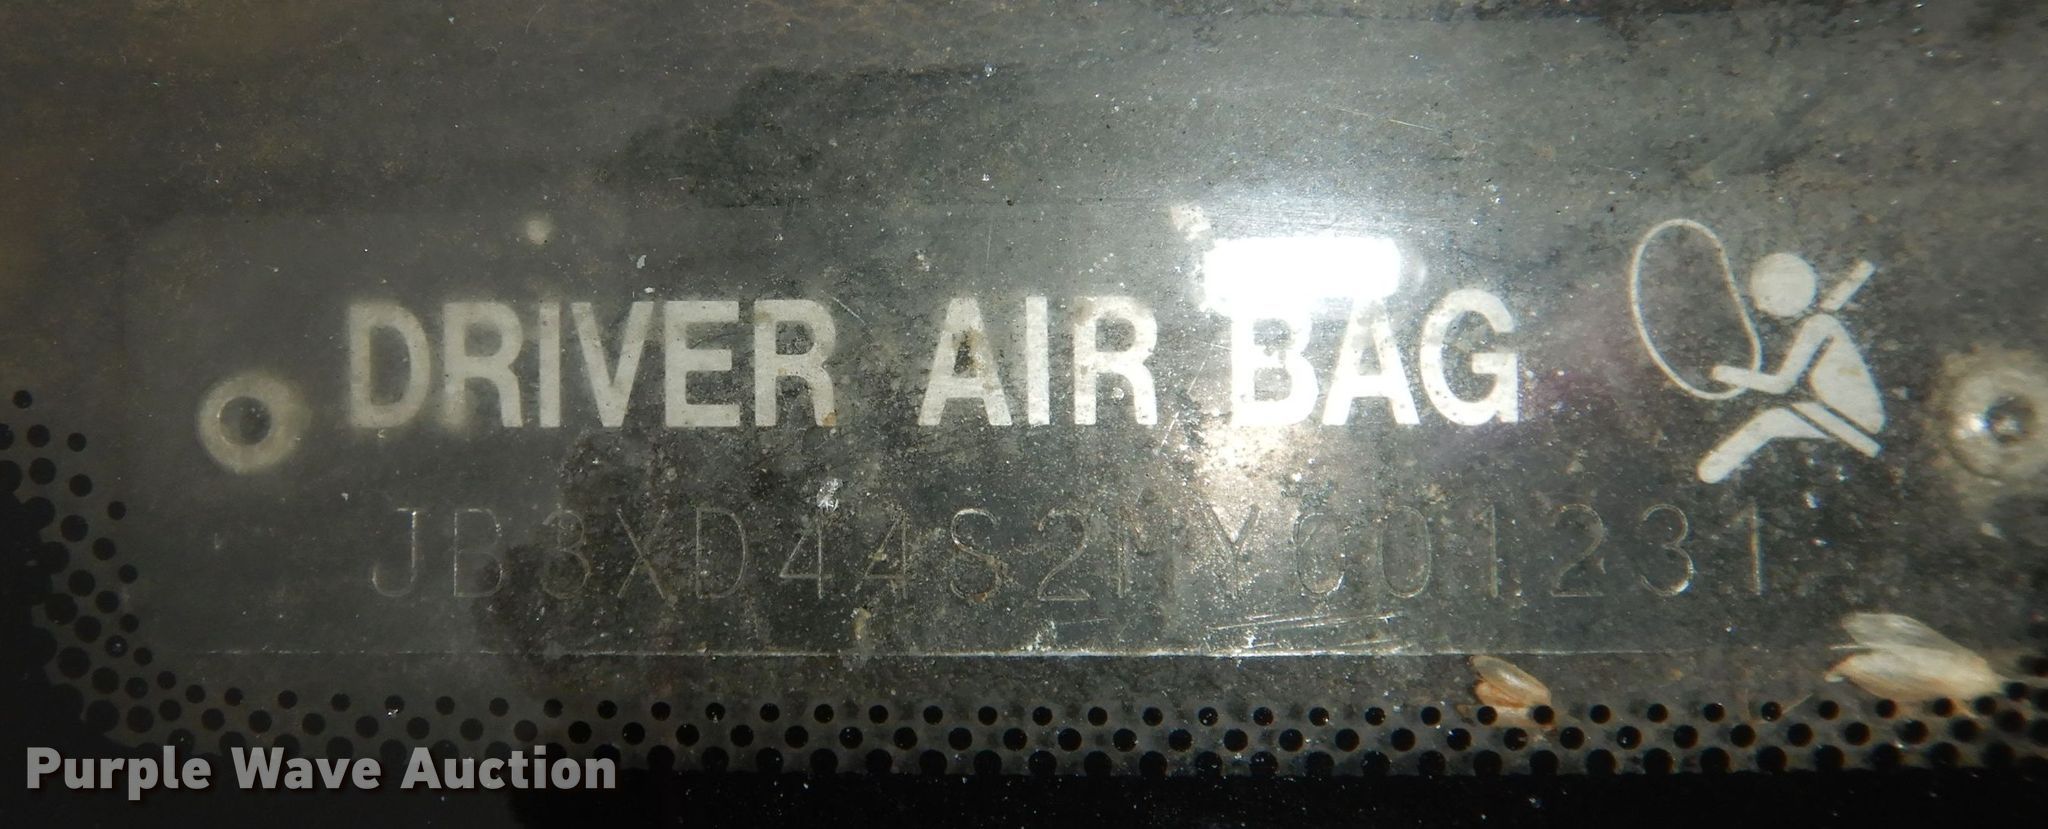 DRIVER AIR BAG
JB3XD44S2MY001231
Purple Wave Auction